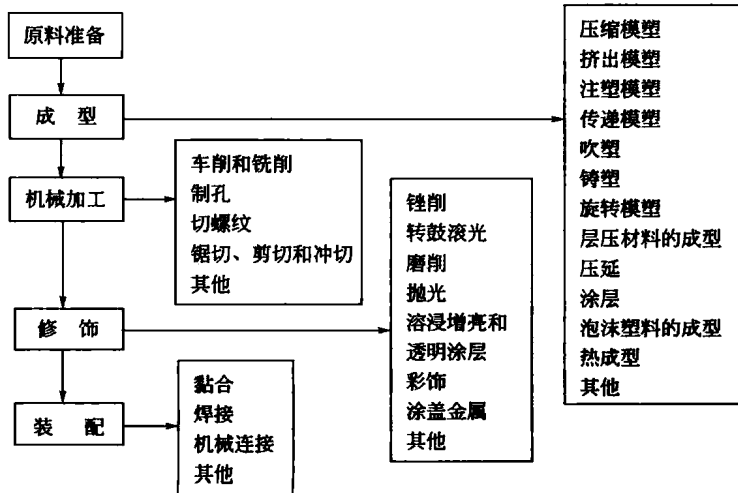 原料准备
成 型
机械加工
修 饰
装 配
车削和铣削
制孔
切螺纹
锯切、剪切和冲切
其他
黏合
焊接
机械连接
其他
锉削
转鼓滚光
磨削
抛光
溶浸增亮和
透明涂层
彩饰
涂盖金属
其他
压缩模塑
挤出模塑
注塑模塑
传递模塑
吹塑
铸塑
旋转模塑
层压材料的成型
压延
涂层
泡沫塑料的成型
热成型
其他